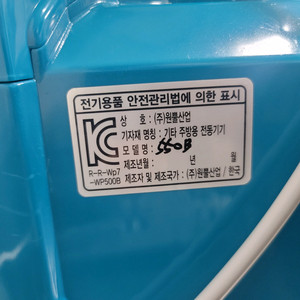 전기용품 안전관리법에 의한 표시
상 호 : (주)원풀산업
기자재 명칭 : 기타 주방용 전동기기
모 델 명 : 550B
제조년월 : 년 월
제조자 및 제조국가 : (주)원풀산업 / 한국
R-R-Wp7
-WP500B